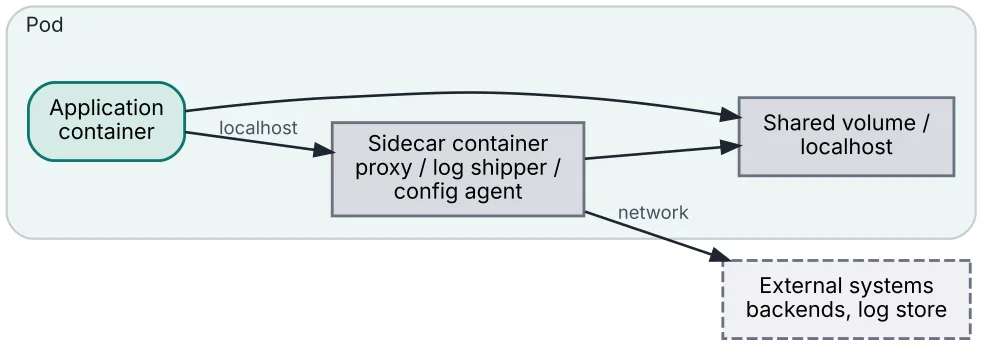 Pod
Application
container
localhost
Sidecar container
proxy / log shipper /
config agent
Shared volume /
localhost
network
External systems
backends, log store